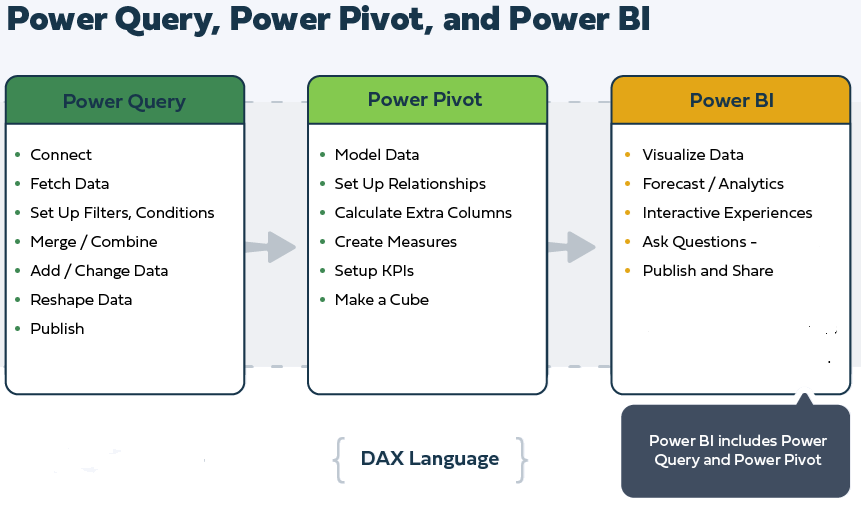 Power Query, Power Pivot, and Power BI
Power Query
Connect
Fetch Data
Set Up Filters, Conditions
Merge / Combine
Add / Change Data
Reshape Data
Publish
Power Pivot
Model Data
Set Up Relationships
Calculate Extra Columns
Create Measures
Setup KPIs
Make a Cube
Power BI
Visualize Data
Forecast / Analytics
Interactive Experiences
Ask Questions -
Publish and Share
{ DAX Language }
Power BI includes Power
Query and Power Pivot